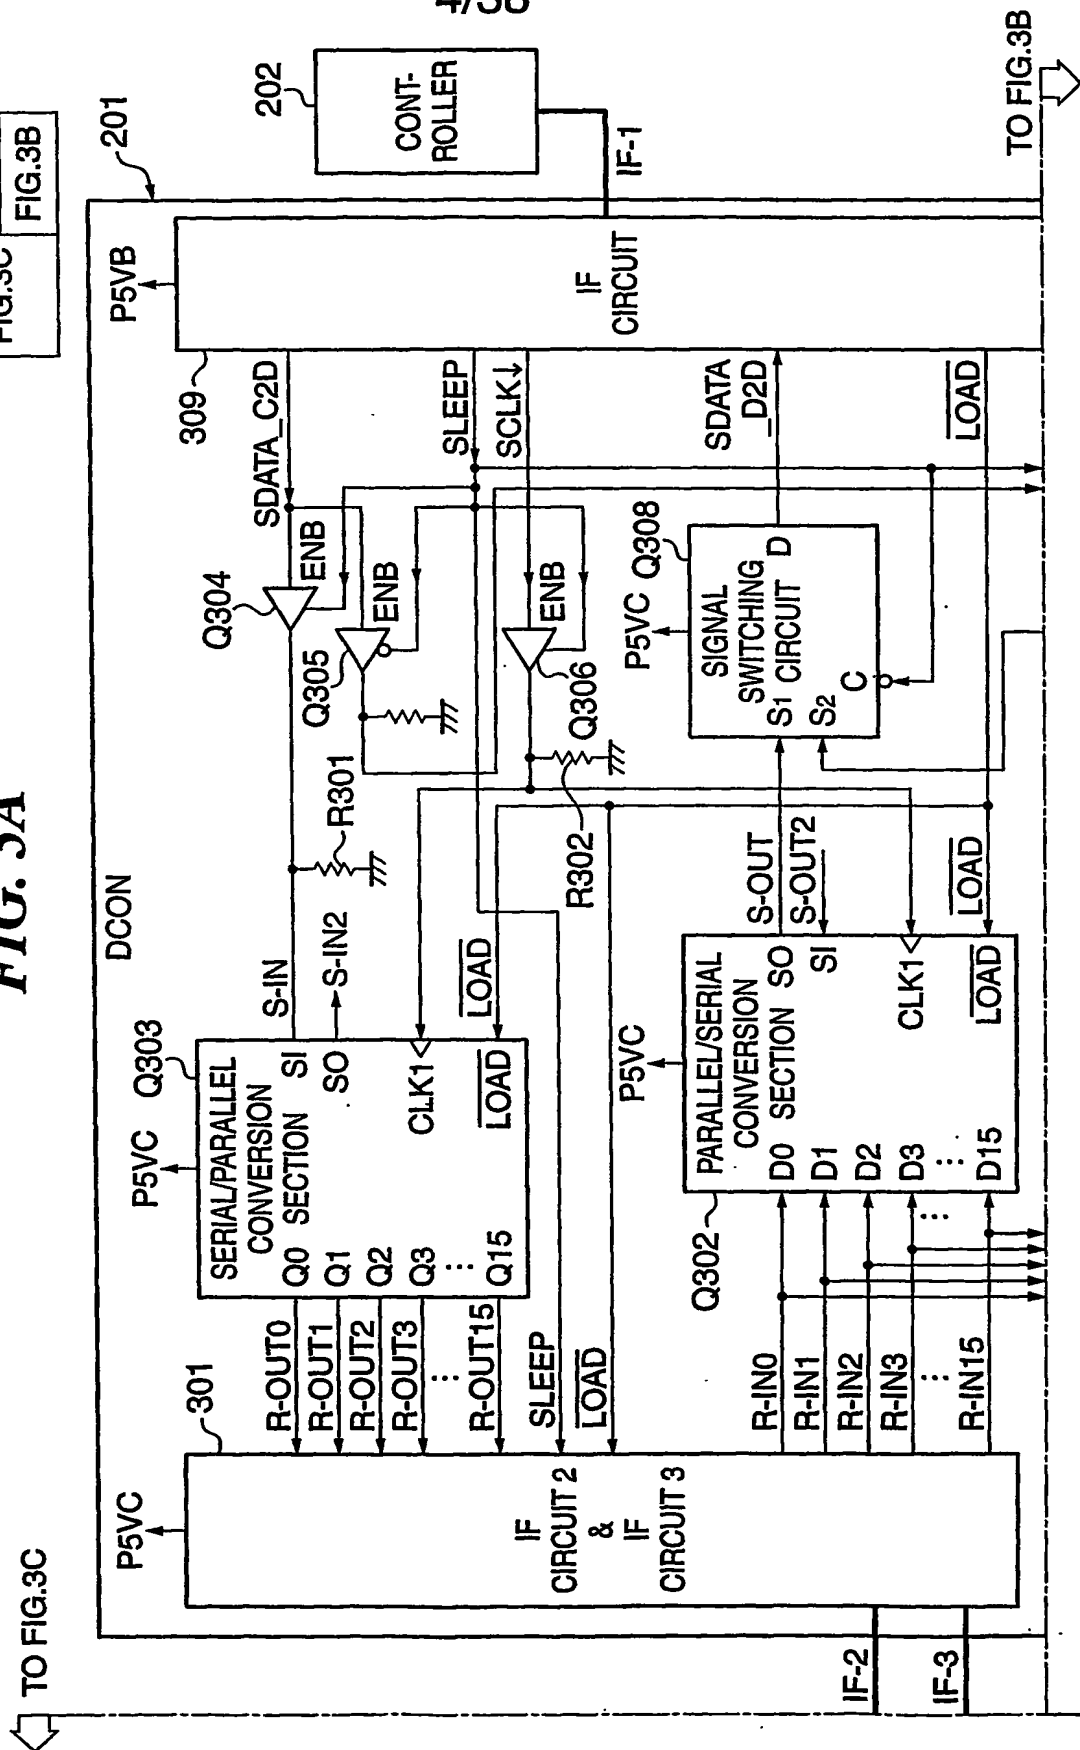 FIG. 3A
FIG.3C
FIG.3B
TO FIG.3C
TO FIG.3B
DCON
201
202
CONT-
ROLLER
IF-1
P5VB
IF
CIRCUIT
309
SDATA_C2D
SLEEP
SCLK↓
SDATA
_D2D
LOAD
Q304
ENB
Q305
ENB
ENB
Q306
R301
R302
P5VC
Q308
SIGNAL
SWITCHING
CIRCUIT
D
S1
S2
C
S-IN
S-IN2
LOAD
P5VC
Q303
SERIAL/PARALLEL
CONVERSION
SECTION
SI
SO
CLK1
LOAD
Q0
Q1
Q2
Q3
⋮
Q15
S-OUT
S-OUT2
LOAD
P5VC
Q302
PARALLEL/SERIAL
CONVERSION
SECTION
SO
SI
CLK1
LOAD
D0
D1
D2
D3
⋮
D15
R-OUT0
R-OUT1
R-OUT2
R-OUT3
⋮
R-OUT15
SLEEP
LOAD
R-IN0
R-IN1
R-IN2
R-IN3
⋮
R-IN15
301
P5VC
IF
CIRCUIT 2
&
IF
CIRCUIT 3
IF-2
IF-3